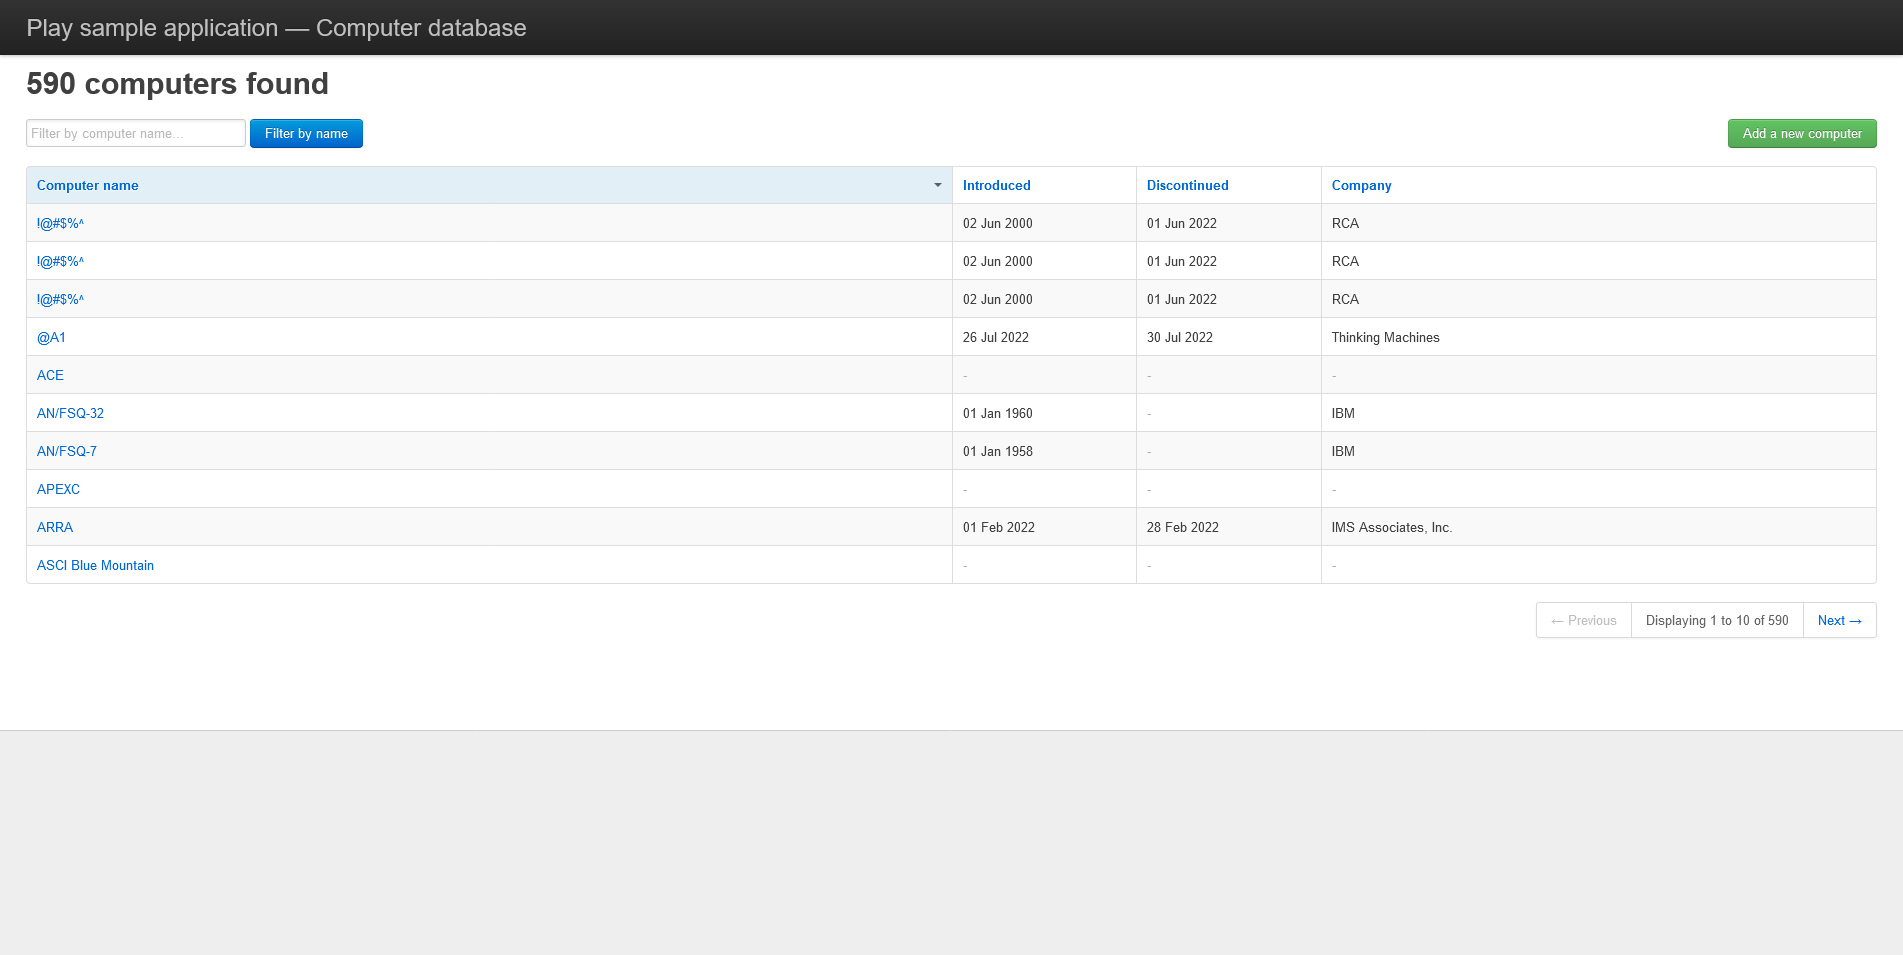 Play sample application — Computer database
590 computers found
Filter by computer name... Filter by name Add a new computer
Computer name Introduced Discontinued Company
!@#$%^ 02 Jun 2000 01 Jun 2022 RCA
!@#$%^ 02 Jun 2000 01 Jun 2022 RCA
!@#$%^ 02 Jun 2000 01 Jun 2022 RCA
@A1 26 Jul 2022 30 Jul 2022 Thinking Machines
ACE - - -
AN/FSQ-32 01 Jan 1960 - IBM
AN/FSQ-7 01 Jan 1958 - IBM
APEXC - - -
ARRA 01 Feb 2022 28 Feb 2022 IMS Associates, Inc.
ASCI Blue Mountain - - -
← Previous Displaying 1 to 10 of 590 Next →